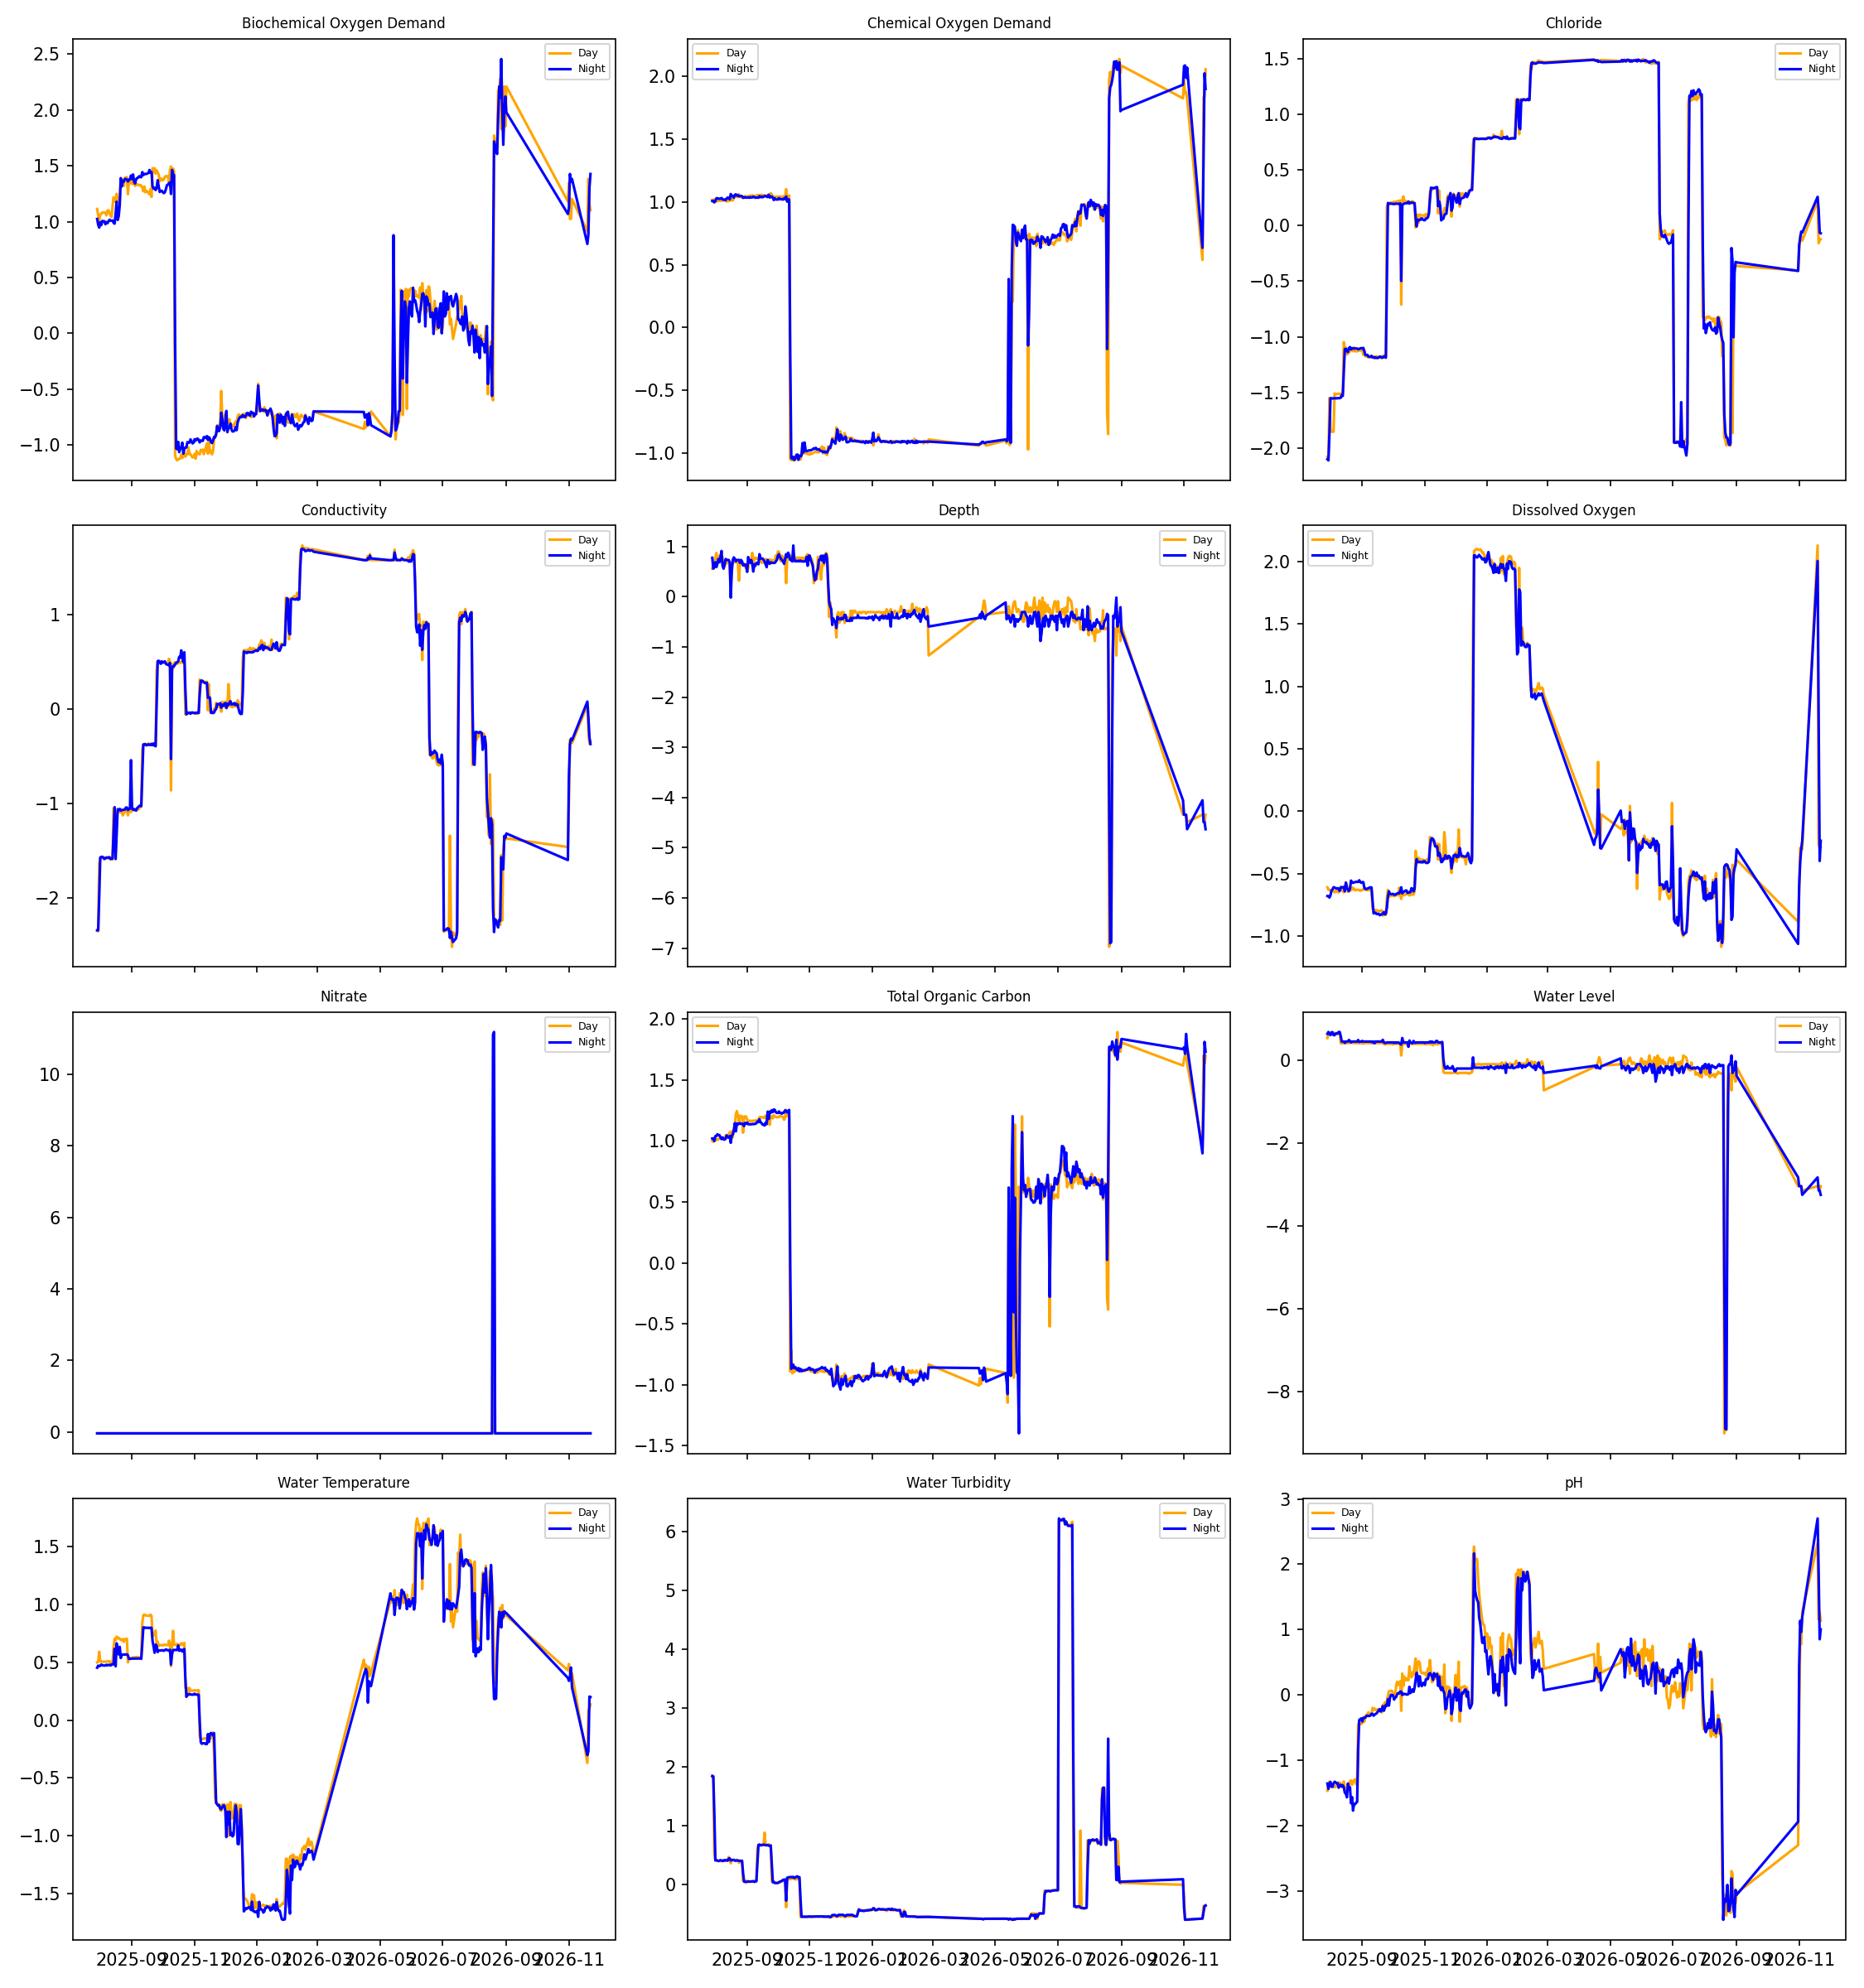 Biochemical Oxygen Demand
Day
Night
2.5
2.0
1.5
1.0
0.5
0.0
−0.5
−1.0
Chemical Oxygen Demand
Day
Night
2.0
1.5
1.0
0.5
0.0
−0.5
−1.0
Chloride
Day
Night
1.5
1.0
0.5
0.0
−0.5
−1.0
−1.5
−2.0
Conductivity
Day
Night
1
0
−1
−2
Depth
Day
Night
1
0
−1
−2
−3
−4
−5
−6
−7
Dissolved Oxygen
Day
Night
2.0
1.5
1.0
0.5
0.0
−0.5
−1.0
Nitrate
Day
Night
10
8
6
4
2
0
Total Organic Carbon
Day
Night
2.0
1.5
1.0
0.5
0.0
−0.5
−1.0
−1.5
Water Level
Day
Night
0
−2
−4
−6
−8
Water Temperature
Day
Night
1.5
1.0
0.5
0.0
−0.5
−1.0
−1.5
2025-09 2025-11 2026-01 2026-03 2026-05 2026-07 2026-09 2026-11
Water Turbidity
Day
Night
6
5
4
3
2
1
0
2025-09 2025-11 2026-01 2026-03 2026-05 2026-07 2026-09 2026-11
pH
Day
Night
3
2
1
0
−1
−2
−3
2025-09 2025-11 2026-01 2026-03 2026-05 2026-07 2026-09 2026-11